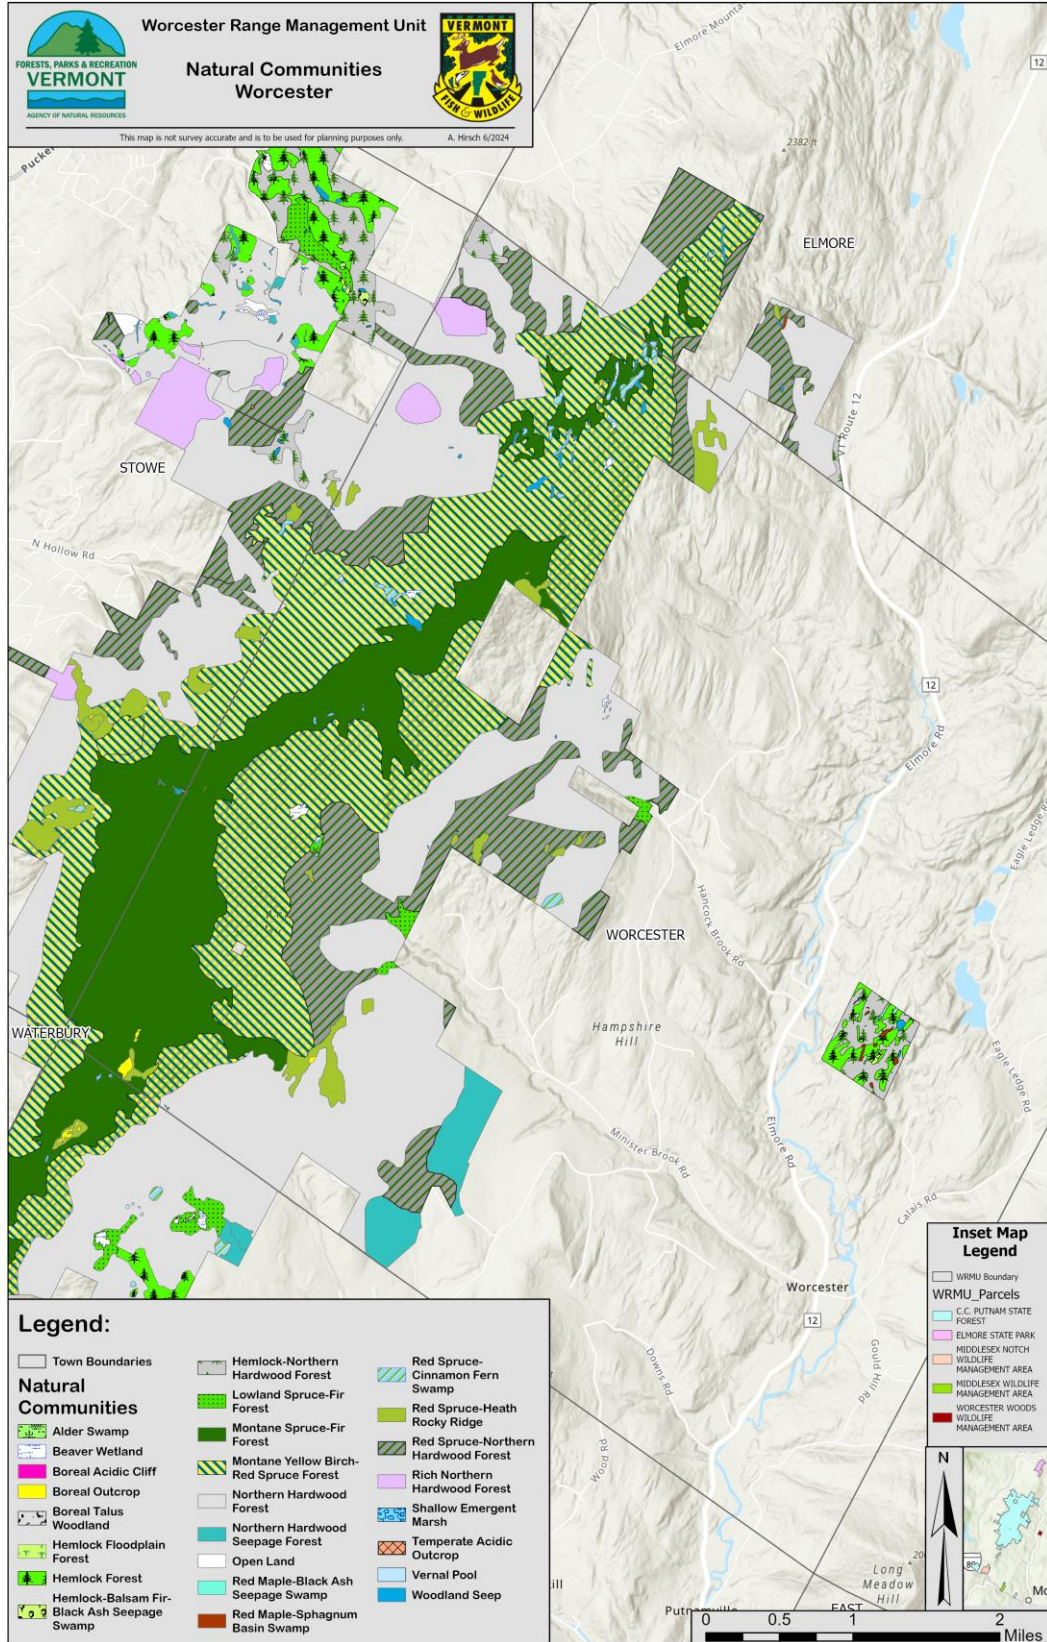 Worcester Range Management Unit
Natural Communities
Worcester
FORESTS, PARKS & RECREATION
VERMONT
AGENCY OF NATURAL RESOURCES
VERMONT
FISH & WILDLIFE
This map is not survey accurate and is to be used for planning purposes only.
A. Hirsch 6/2024
Elmore Mountain
12
2382 ft
ELMORE
VT Route 12
STOWE
N Hollow Rd
12
Elmore Rd
Eagle Ledge Rd
Hancock Brook Rd
WORCESTER
WATERBURY
Hampshire
Hill
Eagle Ledge Rd
Elmore Rd
Minister Brook Rd
Calais Rd
Worcester
12
Gould Hill Rd
Downs Rd
Wood Rd
Long
Meadow
Hill
Putnamville
EAST
Legend:
Town Boundaries
Natural
Communities
Alder Swamp
Beaver Wetland
Boreal Acidic Cliff
Boreal Outcrop
Boreal Talus
Woodland
Hemlock Floodplain
Forest
Hemlock Forest
Hemlock-Balsam Fir-
Black Ash Seepage
Swamp
Hemlock-Northern
Hardwood Forest
Lowland Spruce-Fir
Forest
Montane Spruce-Fir
Forest
Montane Yellow Birch-
Red Spruce Forest
Northern Hardwood
Forest
Northern Hardwood
Seepage Forest
Open Land
Red Maple-Black Ash
Seepage Swamp
Red Maple-Sphagnum
Basin Swamp
Red Spruce-
Cinnamon Fern
Swamp
Red Spruce-Heath
Rocky Ridge
Red Spruce-Northern
Hardwood Forest
Rich Northern
Hardwood Forest
Shallow Emergent
Marsh
Temperate Acidic
Outcrop
Vernal Pool
Woodland Seep
Inset Map
Legend
WRMU Boundary
WRMU_Parcels
C.C. PUTNAM STATE
FOREST
ELMORE STATE PARK
MIDDLESEX NOTCH
WILDLIFE
MANAGEMENT AREA
MIDDLESEX WILDLIFE
MANAGEMENT AREA
WORCESTER WOODS
WILDLIFE
MANAGEMENT AREA
N
89
0 0.5 1 2
Miles